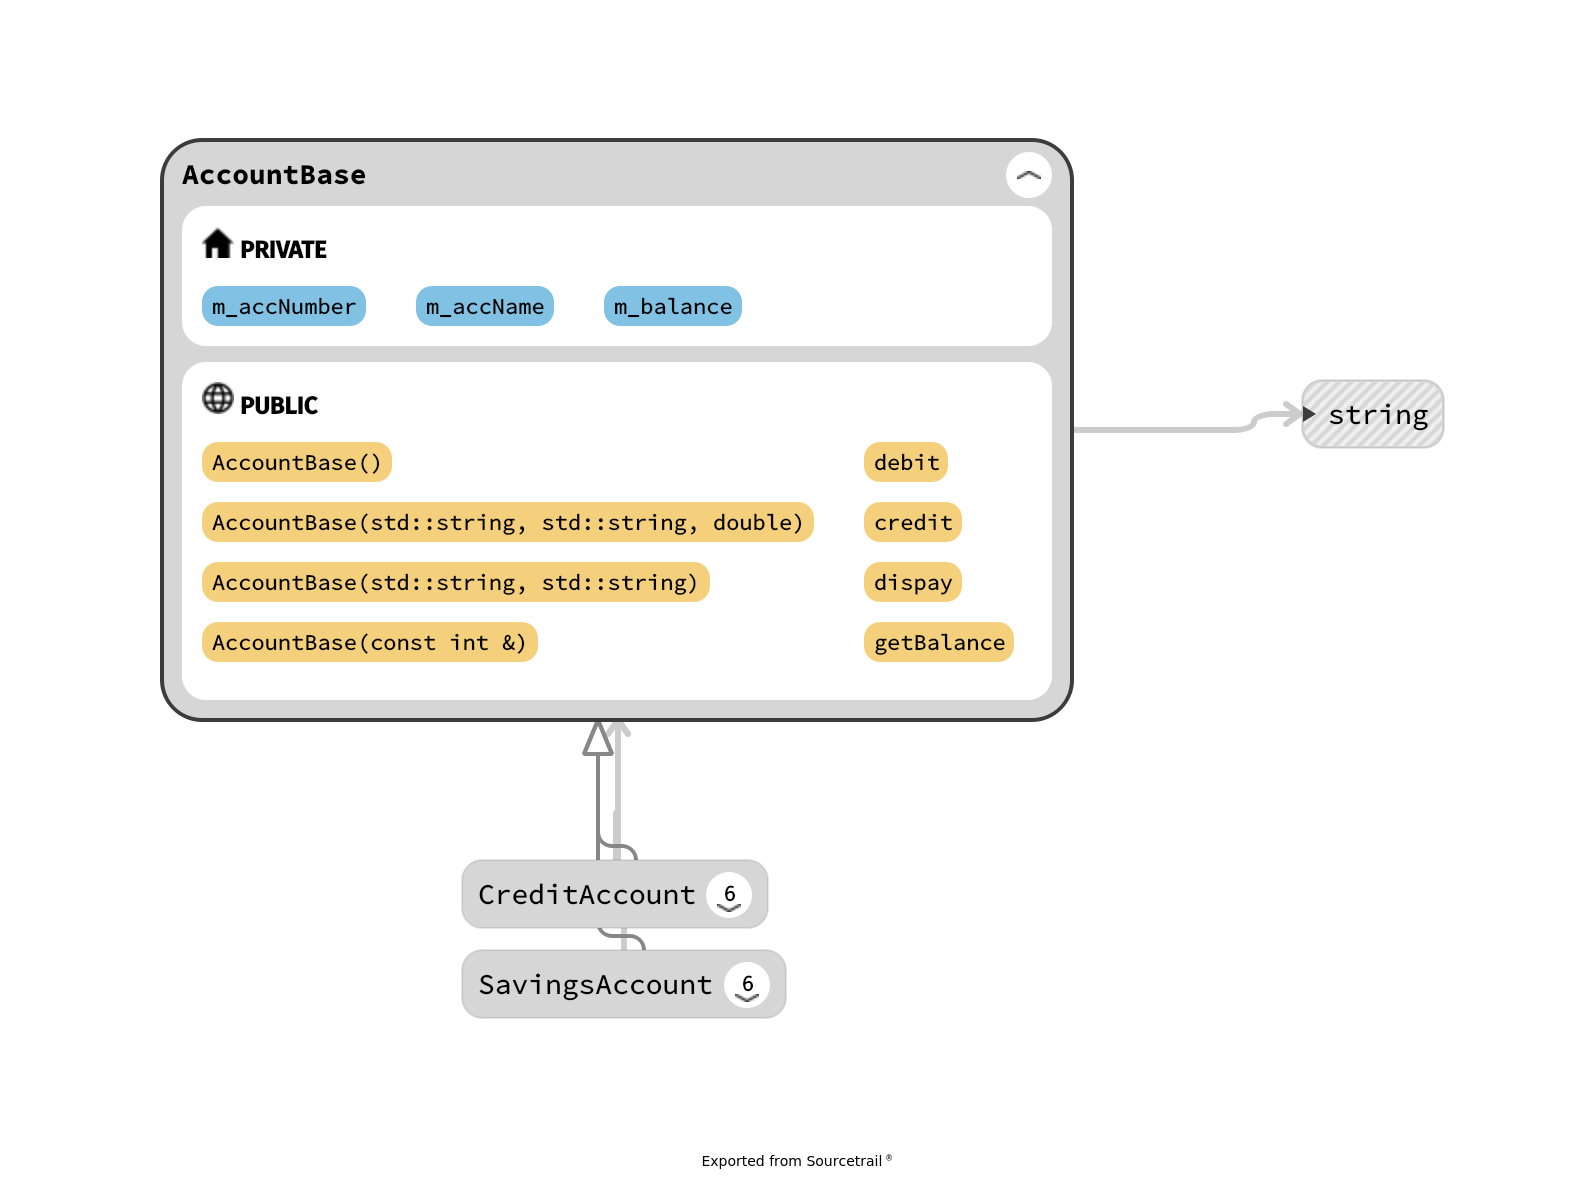 AccountBase
PRIVATE
m_accNumber m_accName m_balance
PUBLIC
AccountBase() debit
AccountBase(std::string, std::string, double) credit
AccountBase(std::string, std::string) dispay
AccountBase(const int &) getBalance
string
CreditAccount 6
SavingsAccount 6
Exported from Sourcetrail ®